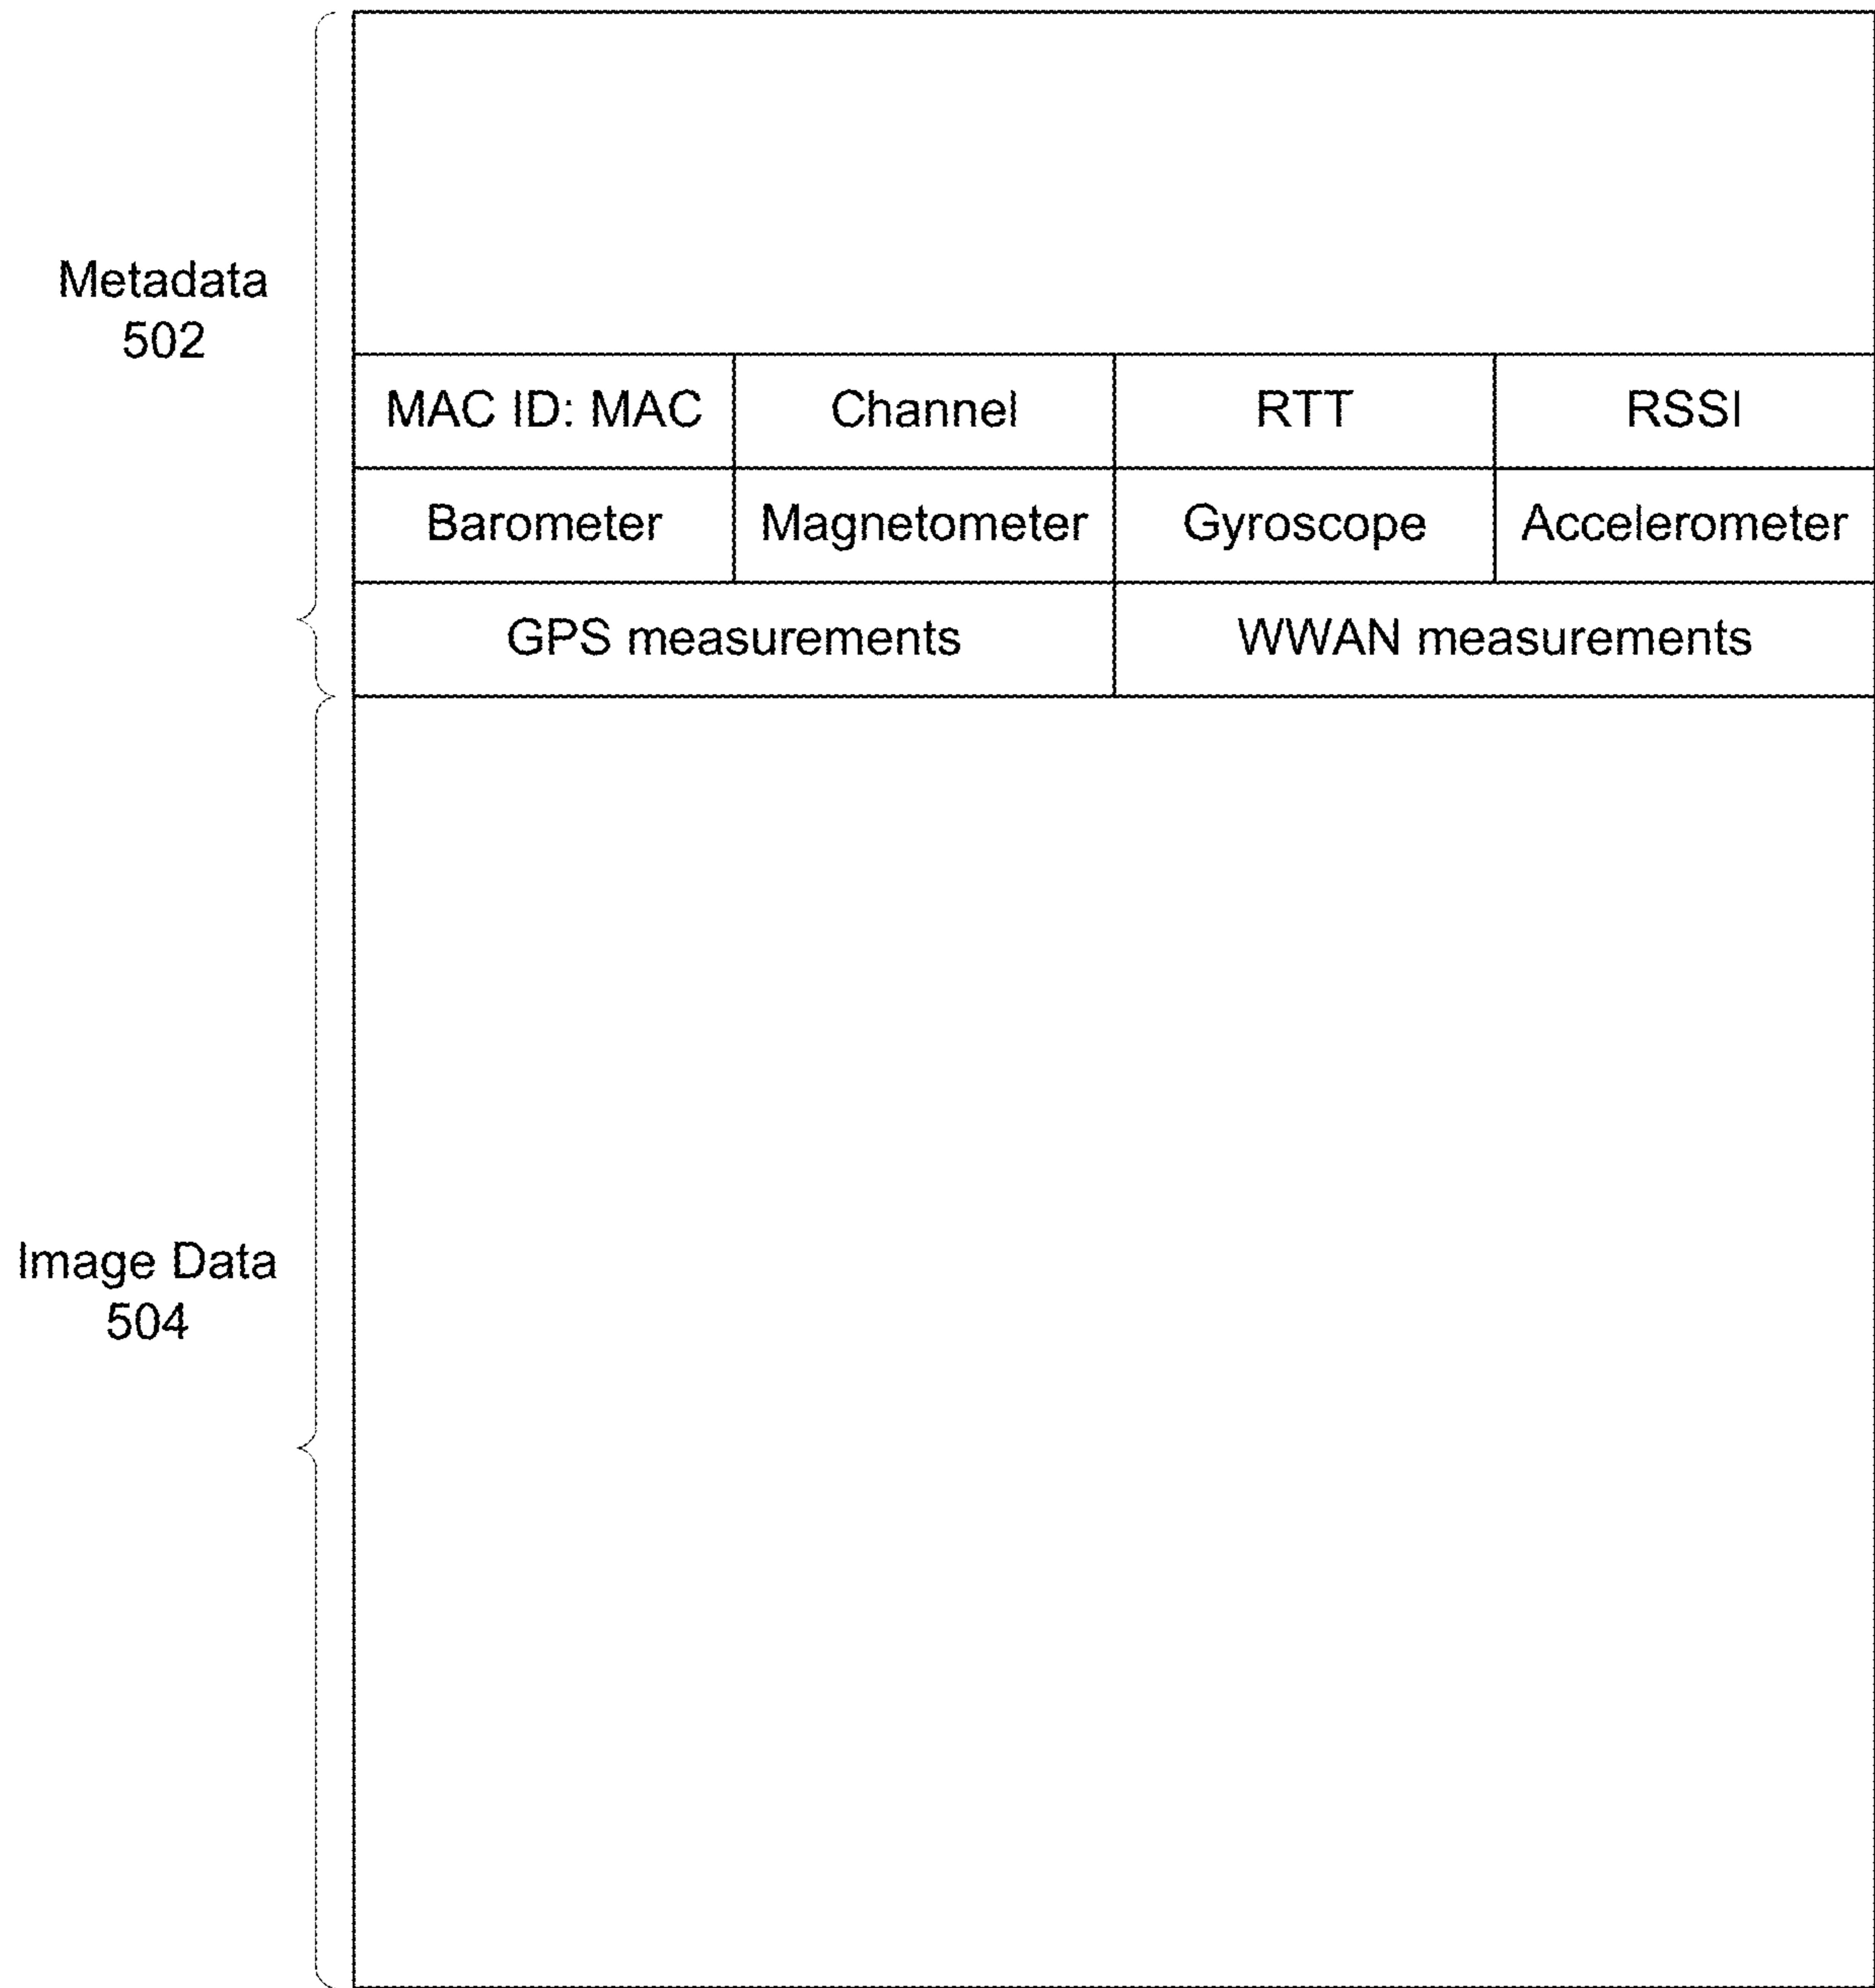 Metadata
502
MAC ID: MAC Channel RTT RSSI
Barometer Magnetometer Gyroscope Accelerometer
GPS measurements WWAN measurements
Image Data
504